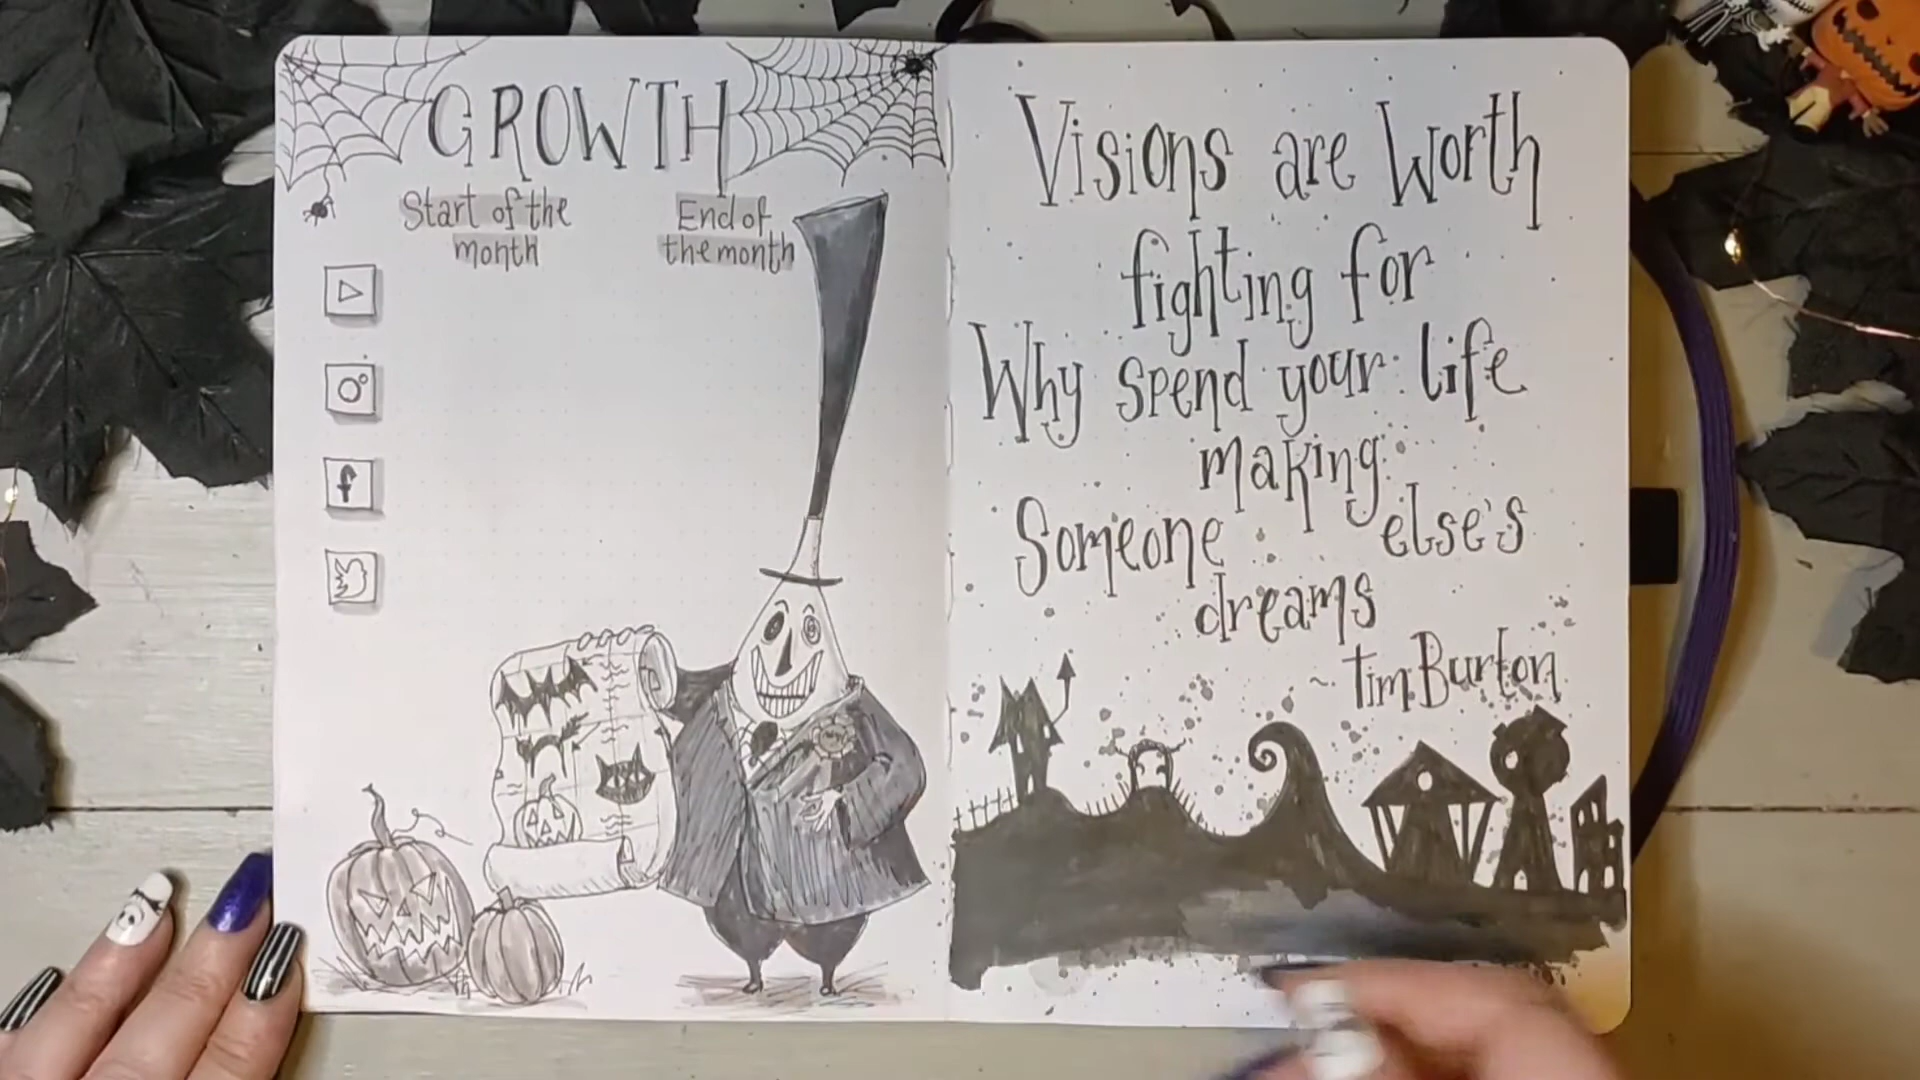 GROWTH
Start of the
month
End of
the month
f
Visions are Worth
fighting for
Why spend your life
making
Someone else's
dreams
~ Tim Burton